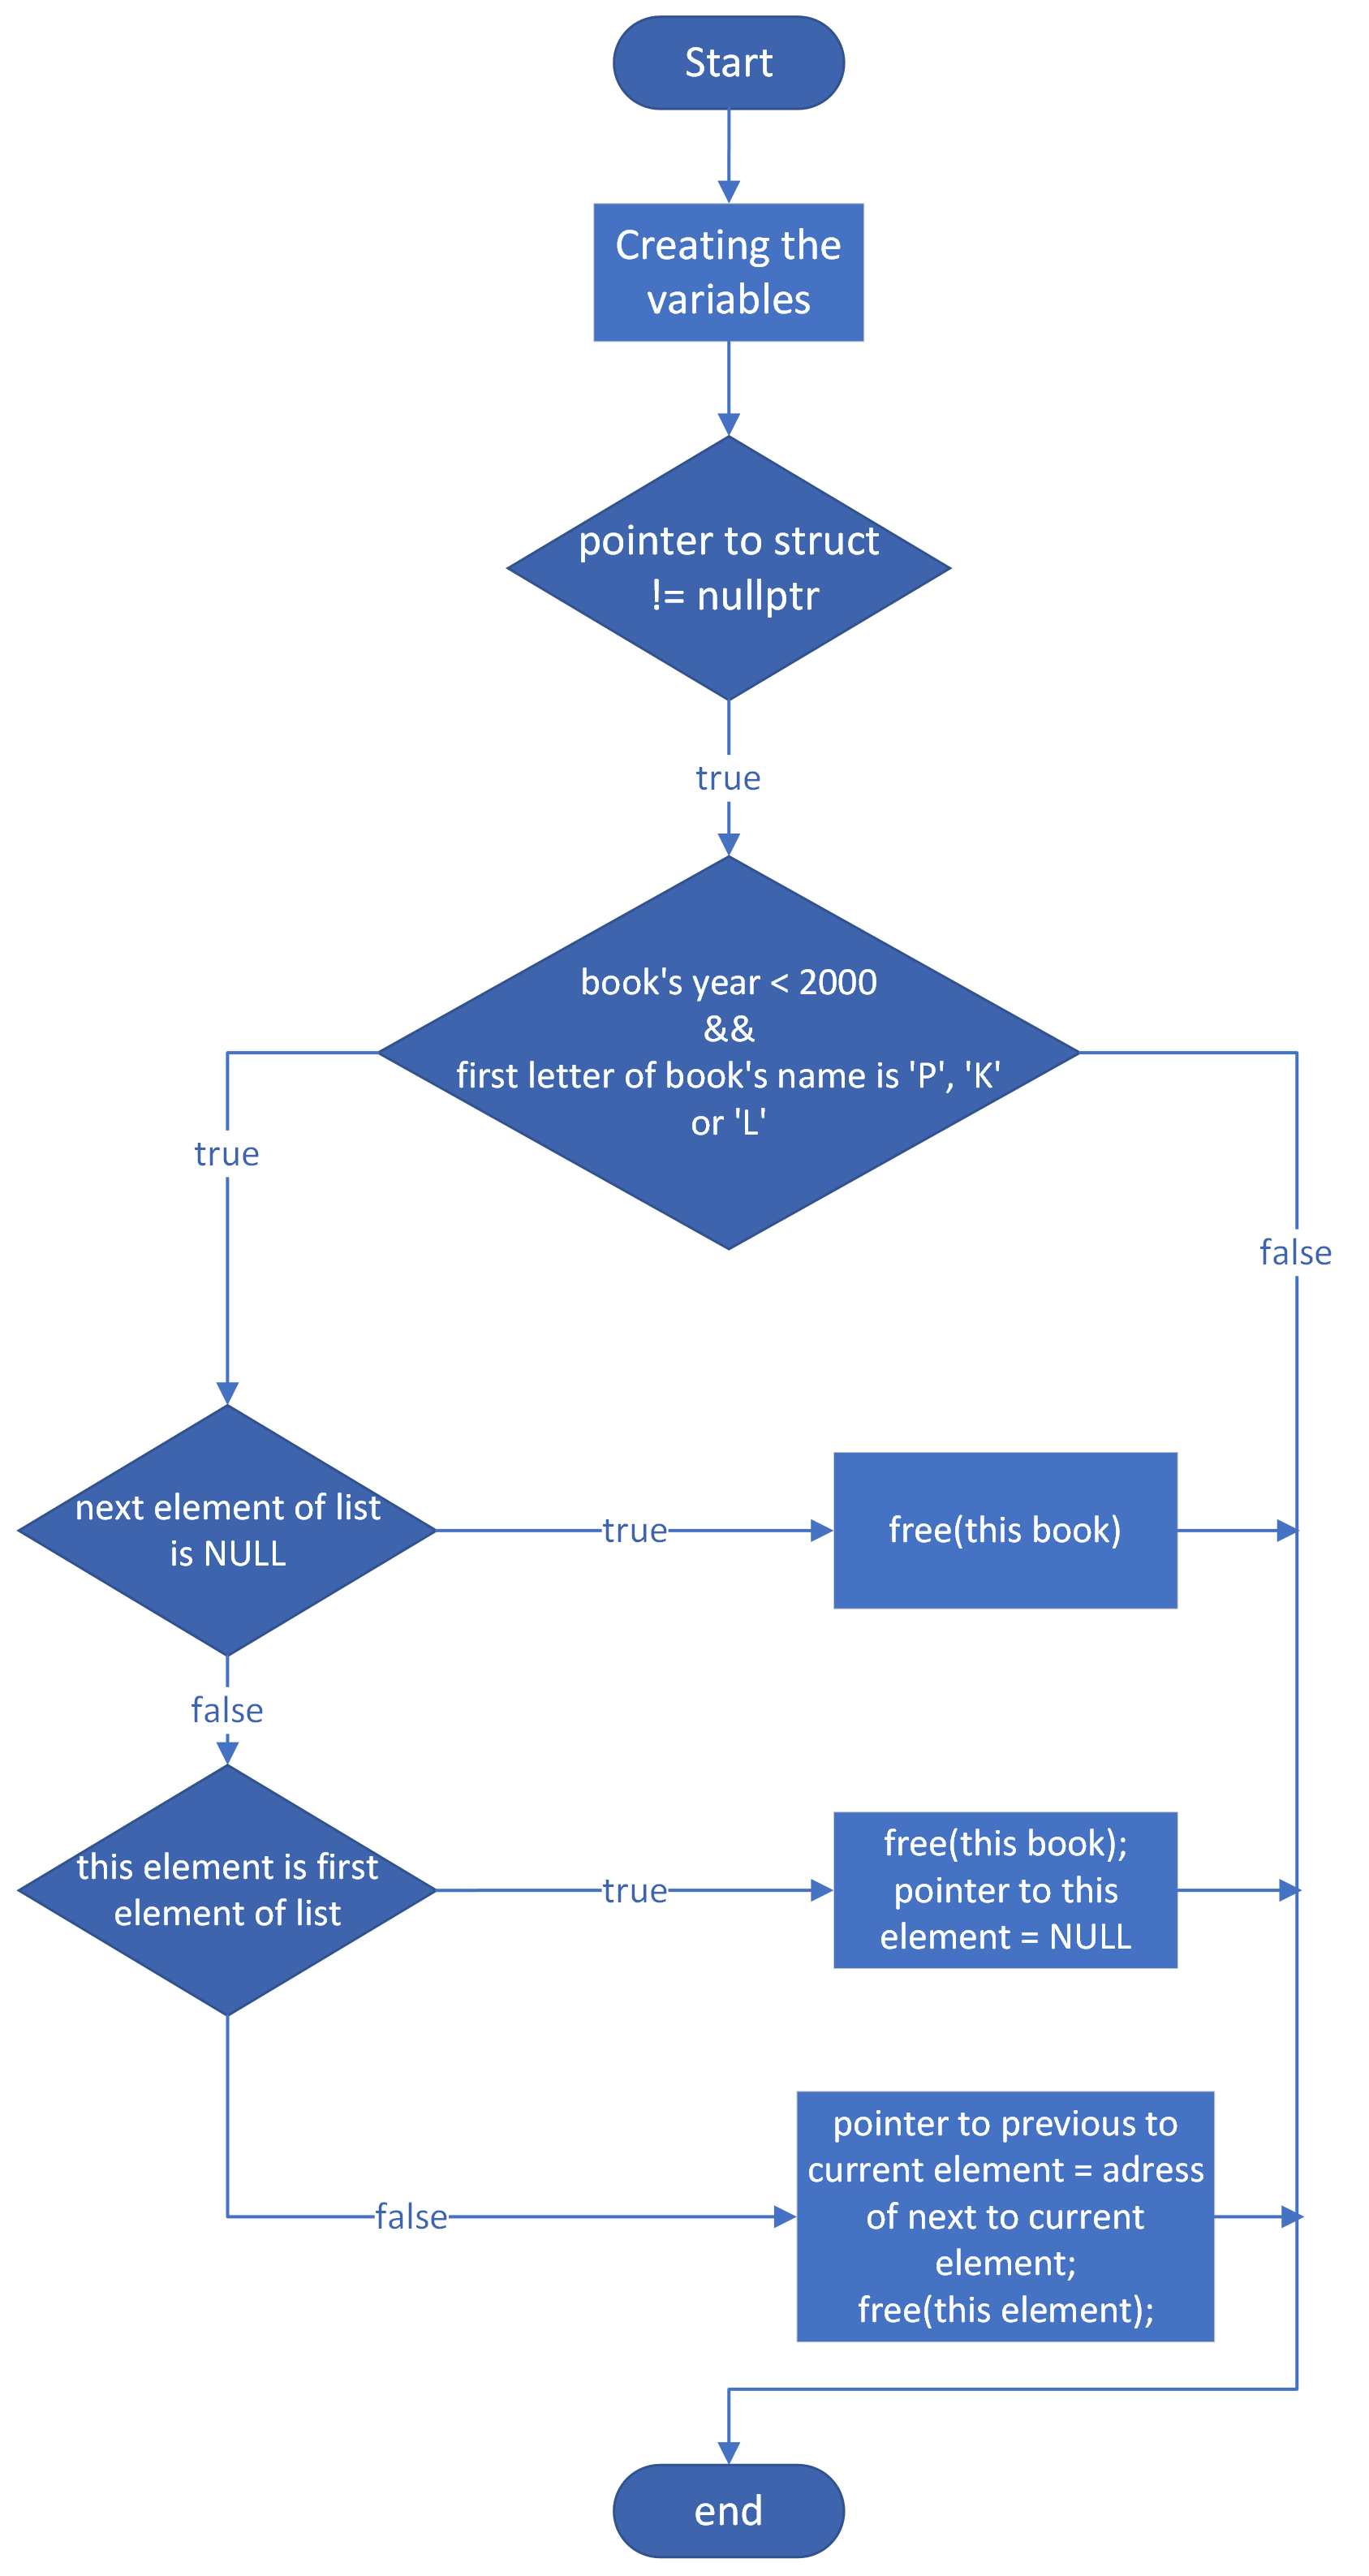 Start
Creating the
variables
pointer to struct
!= nullptr
true
book's year < 2000
&&
first letter of book's name is 'P', 'K'
or 'L'
true
false
next element of list
is NULL
true
free(this book)
false
this element is first
element of list
true
free(this book);
pointer to this
element = NULL
false
pointer to previous to
current element = adress
of next to current
element;
free(this element);
end